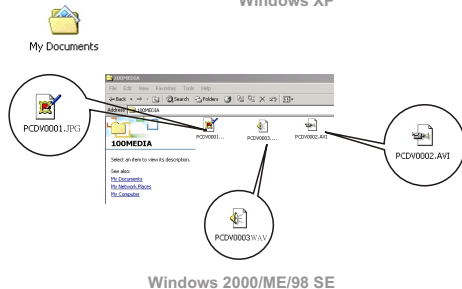 Windows XP
My Documents
100MEDIA
File Edit View Favorites Tools Help
Back Search Folders
Address 100MEDIA
PCDV0001.JPG
PCDV0001...
PCDV0003....
PCDV0002.AVI
100MEDIA
PCDV0002.AVI
Select an item to view its description.
See also:
My Documents
My Network Places
My Computer
PCDV0003WAV
Windows 2000/ME/98 SE